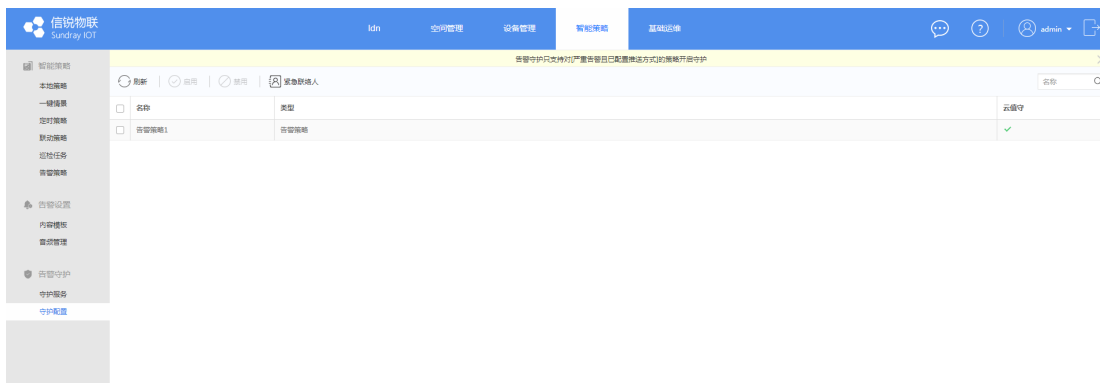 信锐物联
Sundray IOT
ldn
空间管理
设备管理
智能策略
基础运维
admin
智能策略
本地策略
一键情景
定时策略
联动策略
巡检任务
告警策略
告警设置
内容模板
音频管理
告警守护
守护服务
守护配置
告警守护只支持对[严重告警且已配置推送方式]的策略开启守护
刷新
启用
禁用
紧急联络人
名称
名称
类型
云值守
告警策略1
告警策略